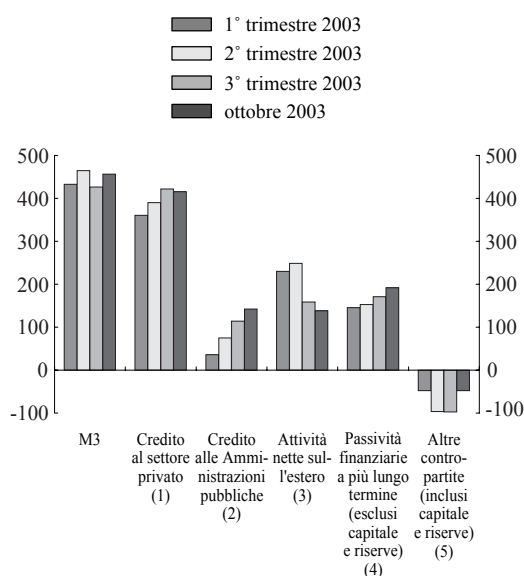 1° trimestre 2003
2° trimestre 2003
3° trimestre 2003
ottobre 2003
500 500
400 400
300 300
200 200
100 100
0 0
-100 -100
M3
Credito
al settore
privato
(1)
Credito
alle Ammi-
nistrazioni
pubbliche
(2)
Attività
nette sul-
l'estero
(3)
Passività
finanziarie
a più lungo
termine
(esclusi
capitale
e riserve)
(4)
Altre
contro-
partite
(inclusi
capitale
e riserve)
(5)